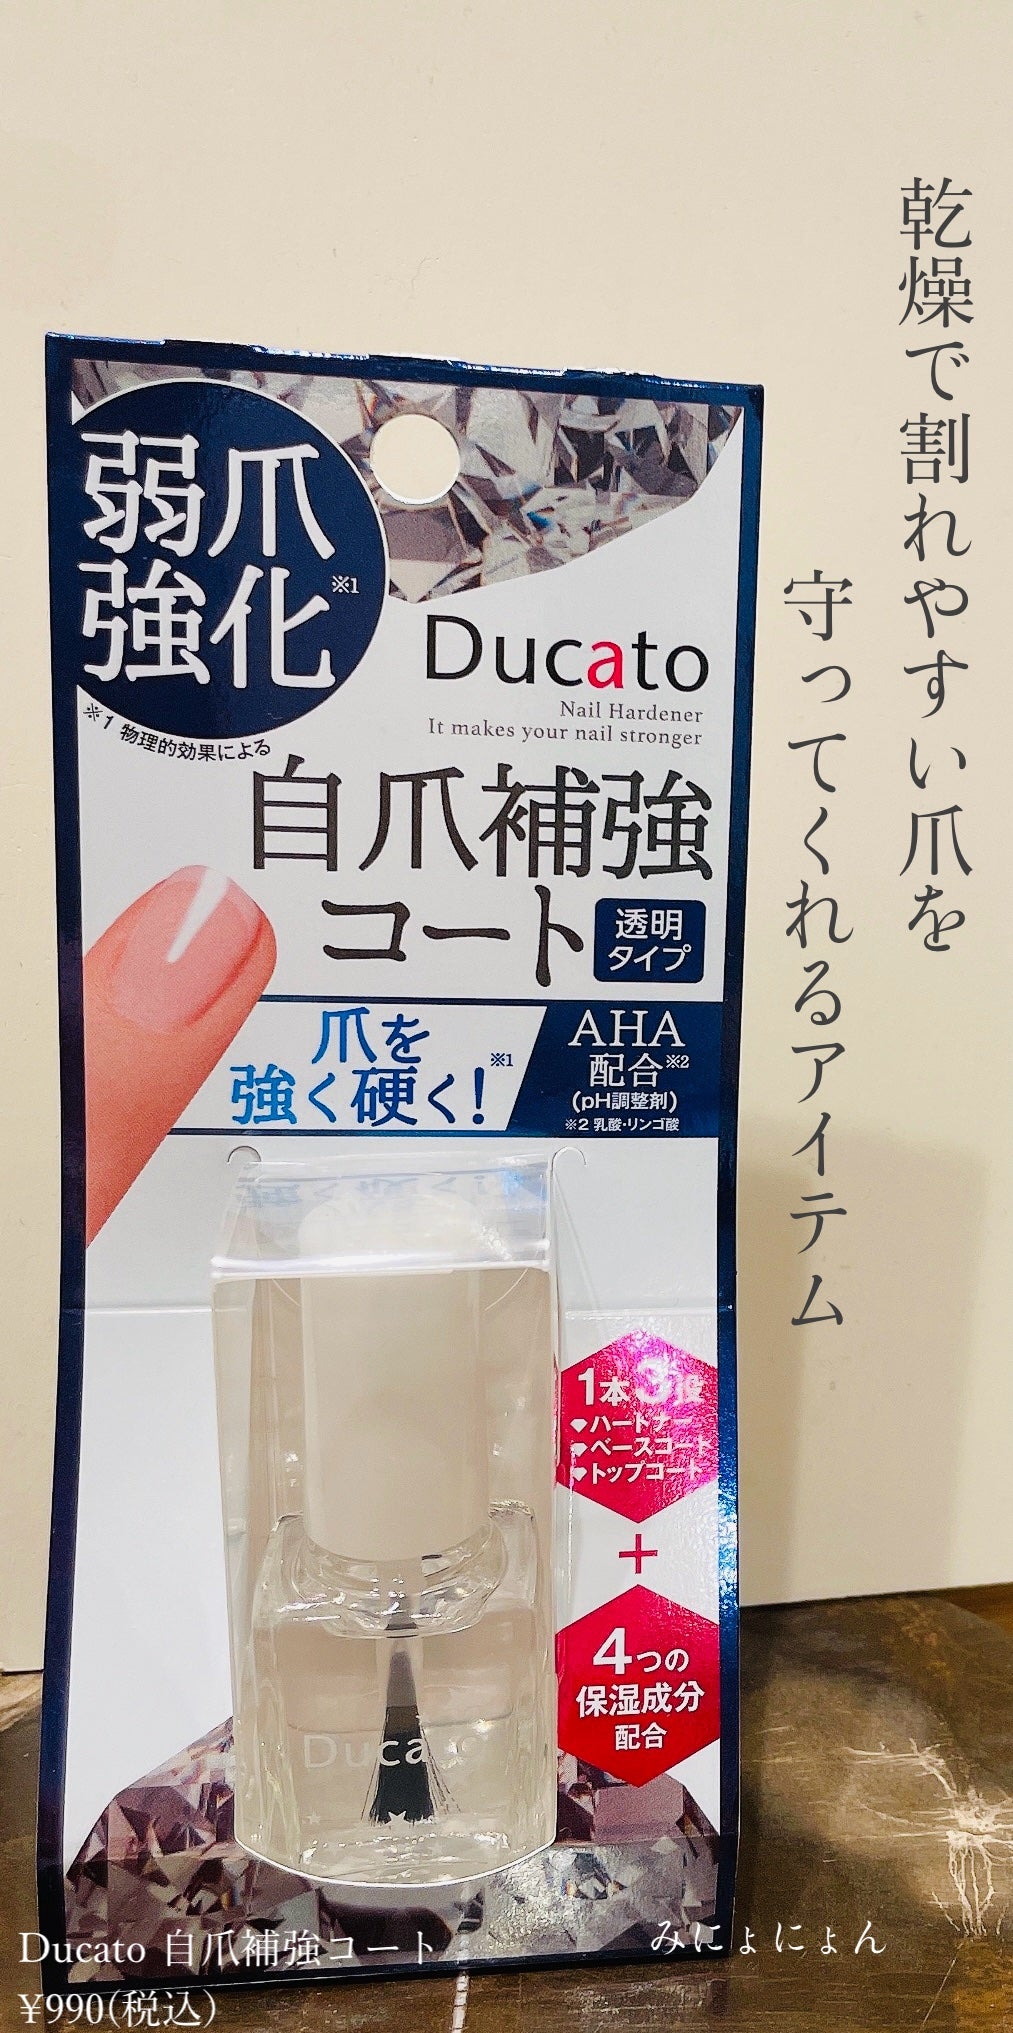 乾燥で割れやすい爪を
守ってくれるアイテム
弱爪
強化※1
※1 物理的効果による
Ducato
Nail Hardener
It makes your nail stronger
自爪補強
コート
透明
タイプ
爪を
強く硬く!※1
AHA
配合※2
(pH調整剤)
※2 乳酸・リンゴ酸
1本3役
ハードナー
ベースコート
トップコート
+
4つの
保湿成分
配合
Ducato
Ducato 自爪補強コート
¥990(税込)
みにょにょん